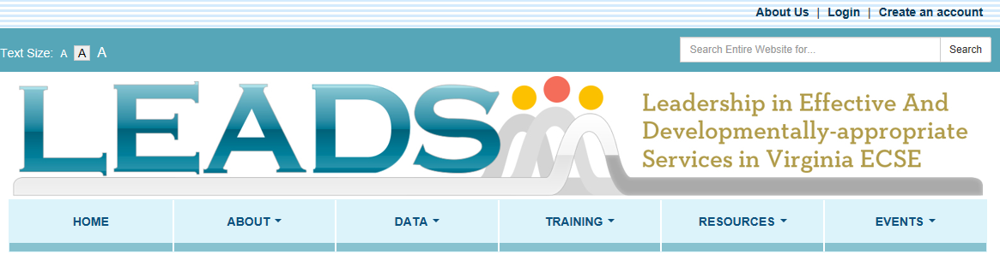 About Us | Login | Create an account
Text Size: A A A
Search Entire Website for... Search
LEADS
Leadership in Effective And
Developmentally-appropriate
Services in Virginia ECSE
HOME ABOUT DATA TRAINING RESOURCES EVENTS